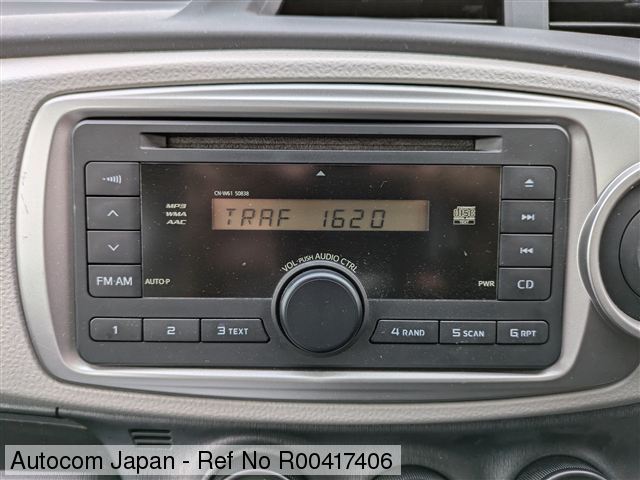 CN-W61 50838
MP3
WMA
AAC
TRAF 1620
TEXT
AUTO·P
VOL·PUSH AUDIO CTRL
PWR
FM·AM
CD
1
2
3 TEXT
4 RAND
5 SCAN
6 RPT
Autocom Japan - Ref No R00417406